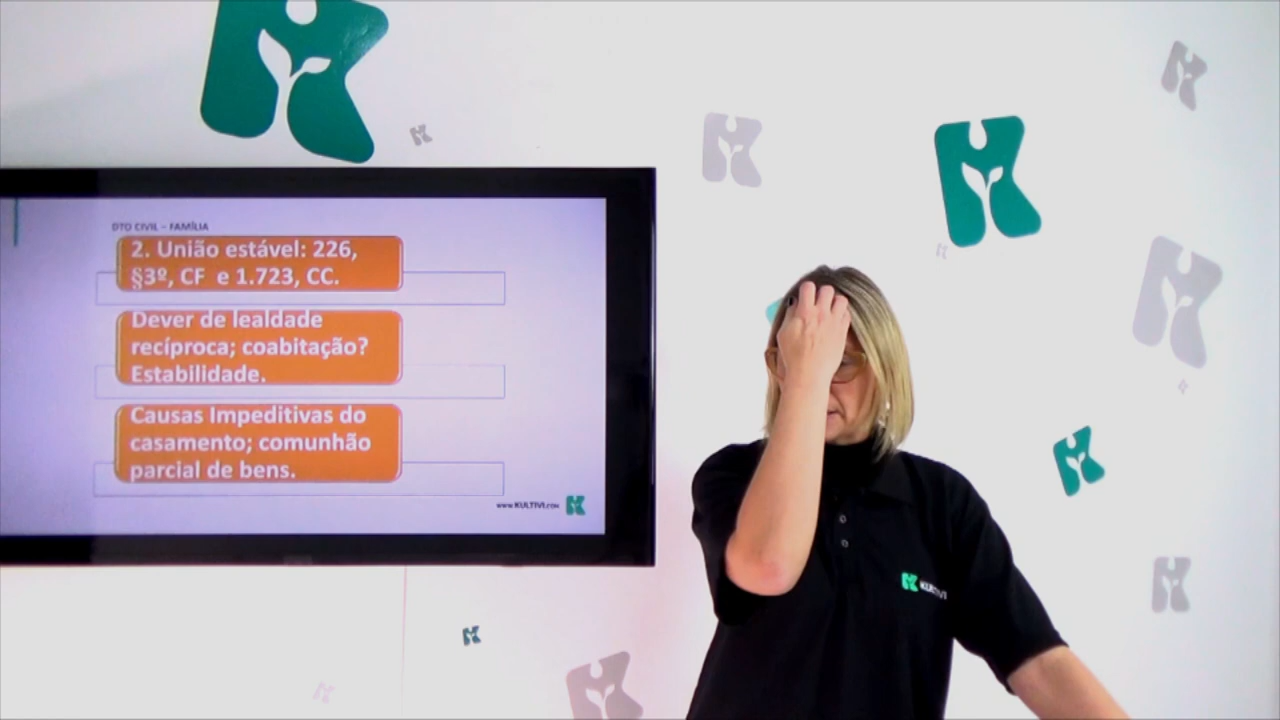 DTO CIVIL – FAMÍLIA
2. União estável: 226,
§3º, CF e 1.723, CC.
Dever de lealdade
recíproca; coabitação?
Estabilidade.
Causas Impeditivas do
casamento; comunhão
parcial de bens.
www.KULTIVI.com
KULTIVI